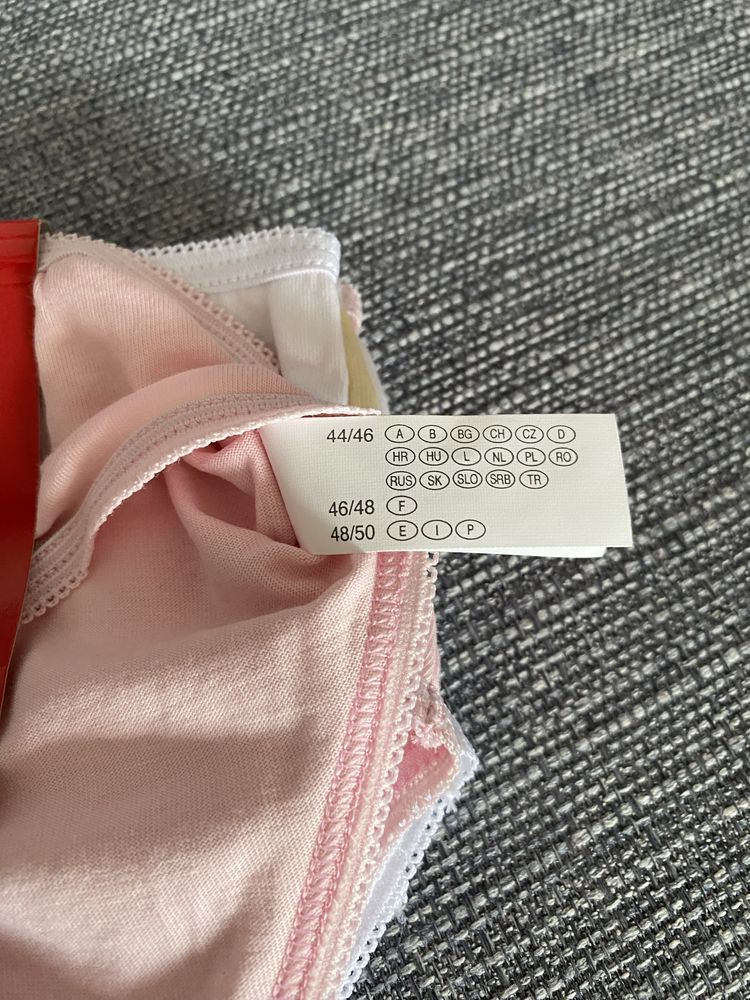 44/46 A B BG CH CZ D
HR HU L NL PL RO
RUS SK SLO SRB TR
46/48 F
48/50 E I P